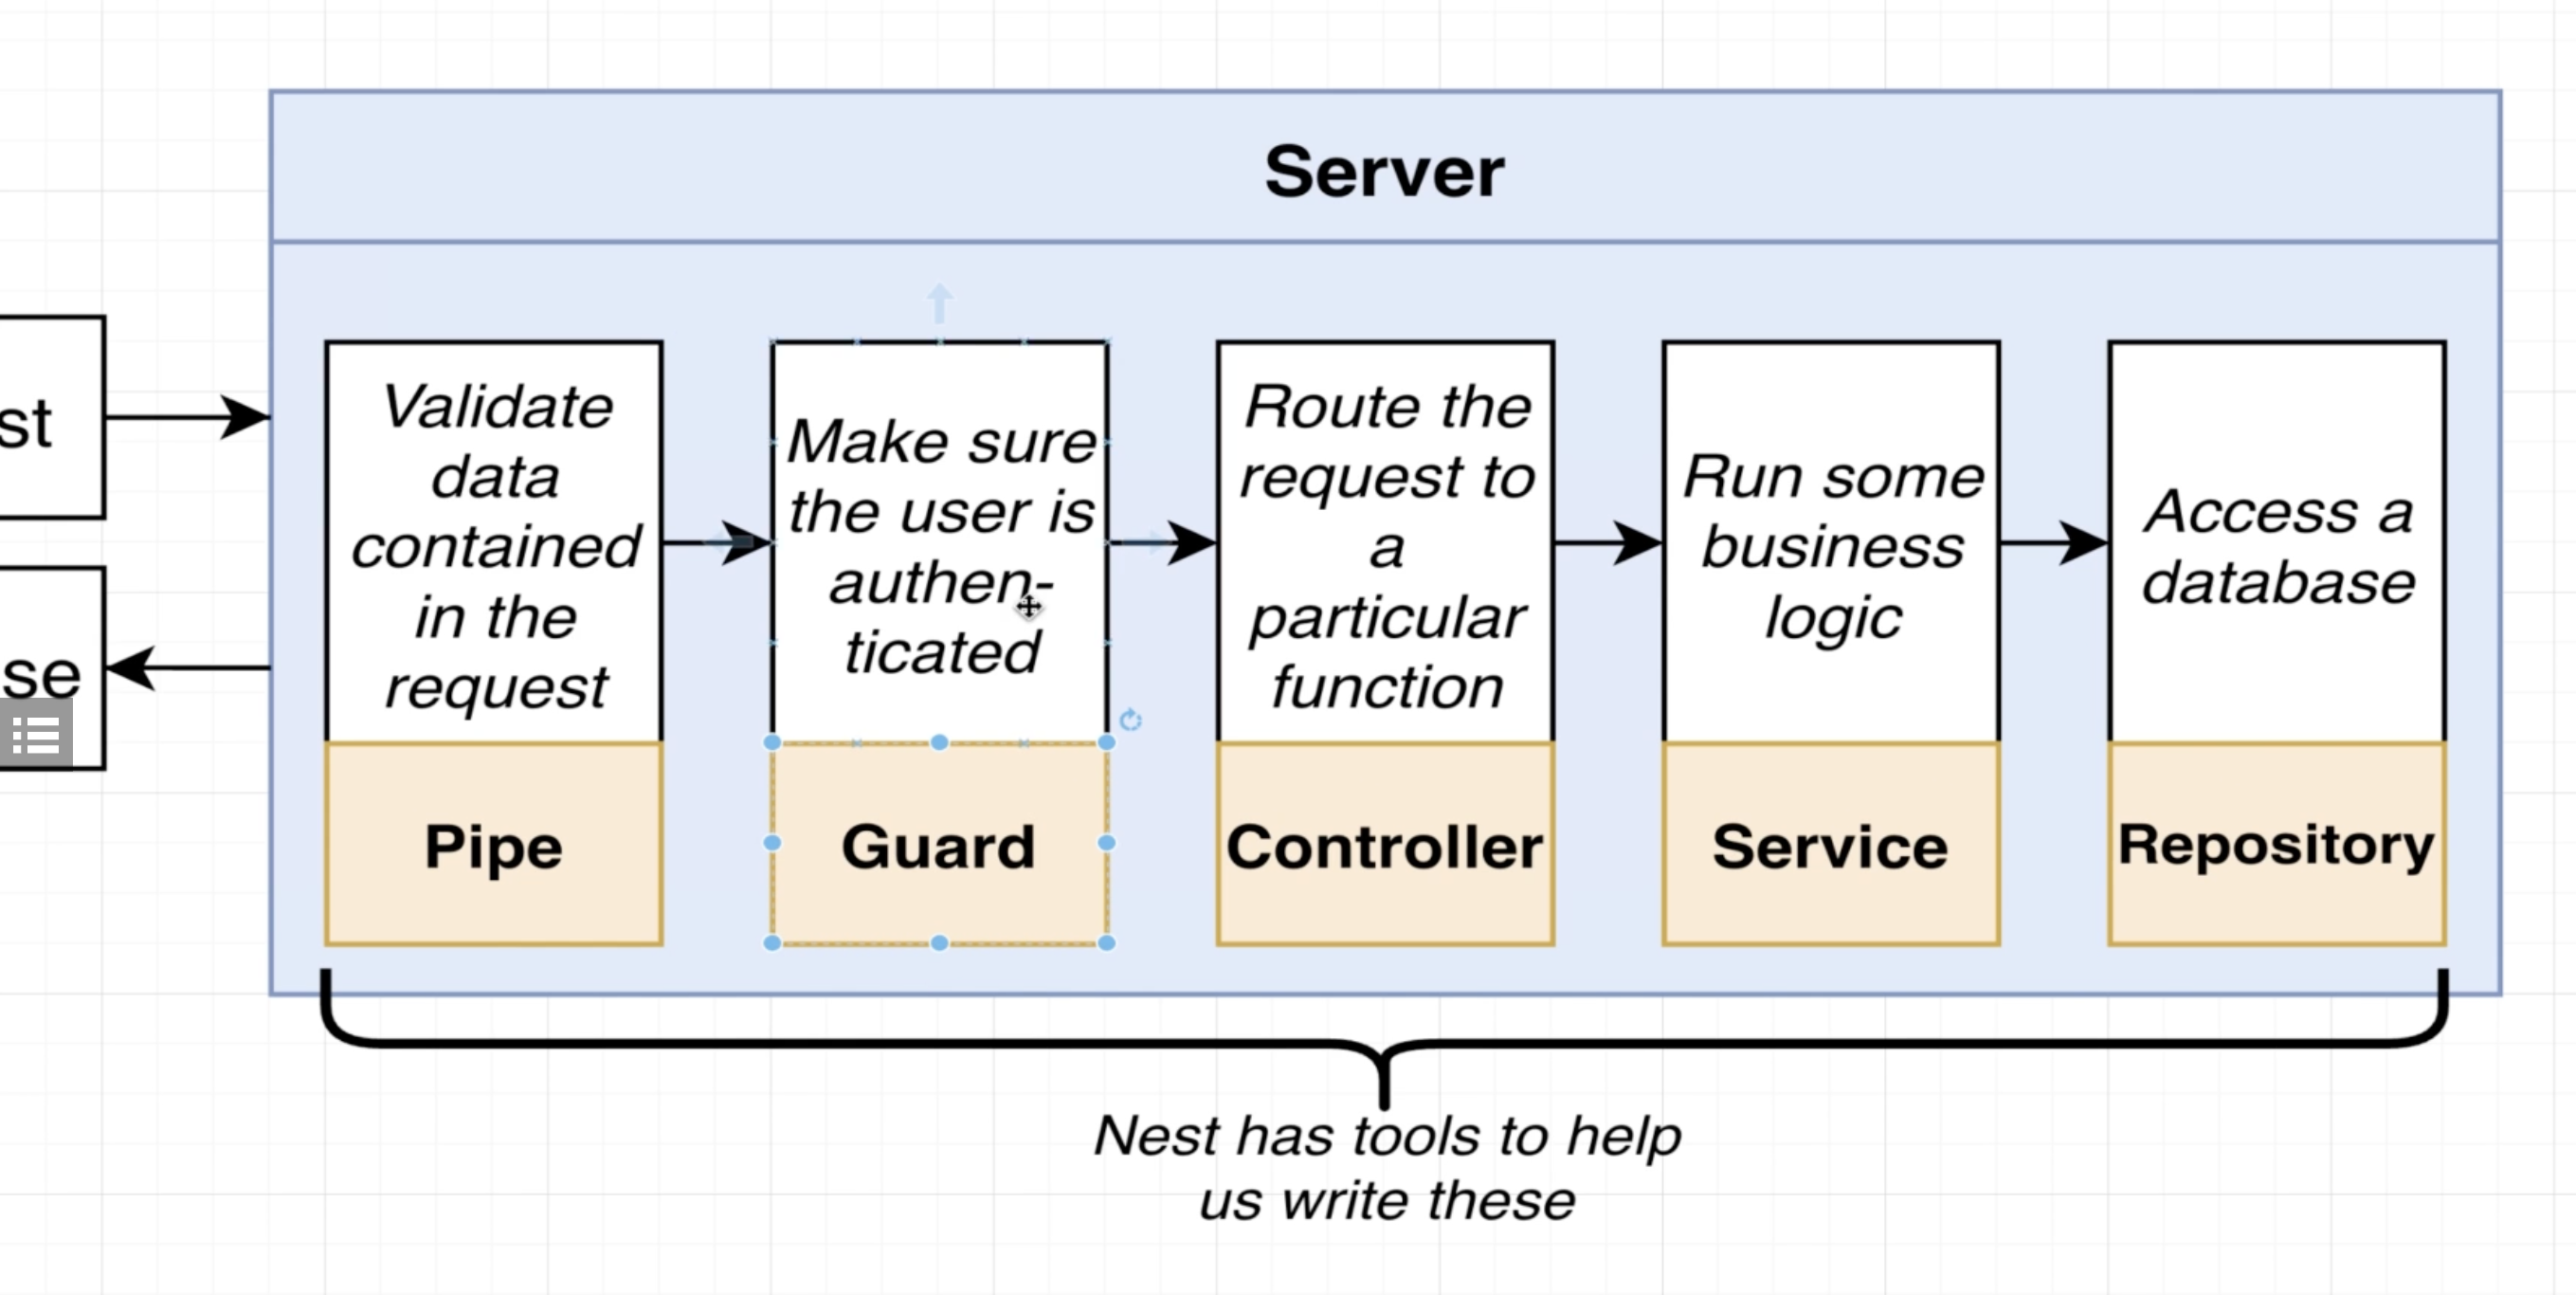 Server
st
se
Validate
data
contained
in the
request
Pipe
Make sure
the user is
authen-
ticated
Guard
Route the
request to
a
particular
function
Controller
Run some
business
logic
Service
Access a
database
Repository
Nest has tools to help
us write these